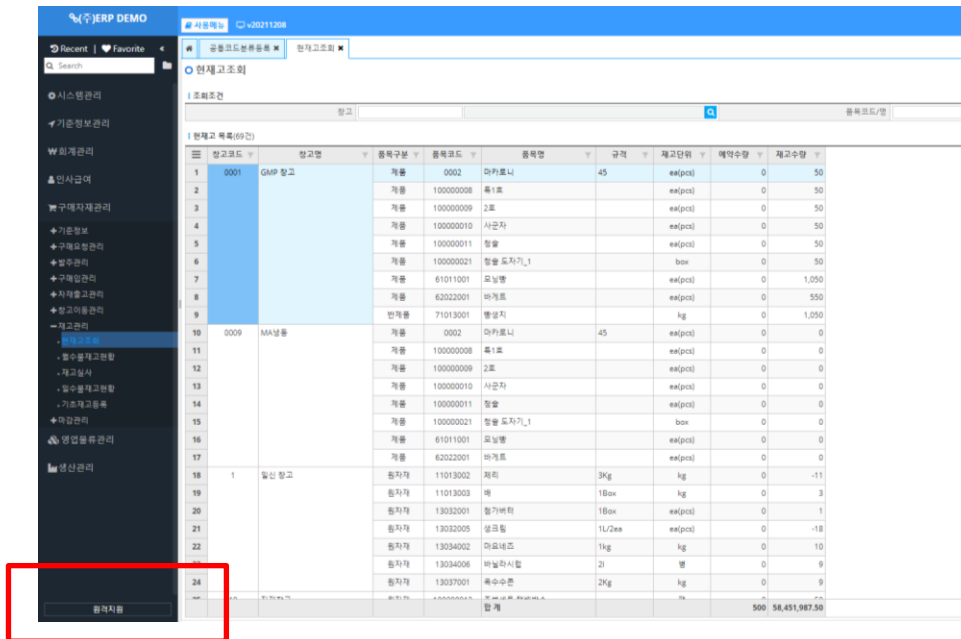 (주)ERP DEMO
사용메뉴 v20211208
Recent | Favorite «
Search
공통코드분류등록 ✖ 현재고조회 ✖
현재고조회
조회조건
창고 품목코드/명
현재고 목록(69건)
창고코드 창고명 품목구분 품목코드 품목명 규격 재고단위 예약수량 재고수량
1 0001 GMP 창고 제품 0002 마카로니 45 ea(pcs) 0 50
2 제품 100000008 특1호 ea(pcs) 0 50
3 제품 100000009 2호 ea(pcs) 0 50
4 제품 100000010 사군자 ea(pcs) 0 50
5 제품 100000011 청솔 ea(pcs) 0 50
6 제품 100000021 청솔 도자기_1 box 0 50
7 제품 61011001 모닝빵 ea(pcs) 0 1,050
8 제품 62022001 바게트 ea(pcs) 0 550
9 반제품 71013001 빵생지 kg 0 1,050
10 0009 MA냉동 제품 0002 마카로니 45 ea(pcs) 0 0
11 제품 100000008 특1호 ea(pcs) 0 0
12 제품 100000009 2호 ea(pcs) 0 0
13 제품 100000010 사군자 ea(pcs) 0 0
14 제품 100000011 청솔 ea(pcs) 0 0
15 제품 100000021 청솔 도자기_1 box 0 0
16 제품 61011001 모닝빵 ea(pcs) 0 0
17 제품 62022001 바게트 ea(pcs) 0 0
18 1 일신 창고 원자재 11013002 체리 3Kg kg 0 -11
19 원자재 11013003 배 1Box kg 0 3
20 원자재 13032001 첨가버터 1Box ea(pcs) 0 1
21 원자재 13032005 생크림 1L/2ea ea(pcs) 0 -18
22 원자재 13034002 마요네즈 1kg kg 0 10
원자재 13034006 바닐라시럽 2l 병 0 9
24 원자재 13037001 옥수수콘 2Kg kg 0 9
합 계 500 58,451,987.50
시스템관리
기준정보관리
회계관리
인사급여
구매자재관리
기준정보
구매요청관리
발주관리
구매입관리
자재출고관리
창고이동관리
재고관리
현재고조회
월수불재고현황
재고실사
일수불재고현황
기초재고등록
마감관리
영업물류관리
생산관리
원격지원